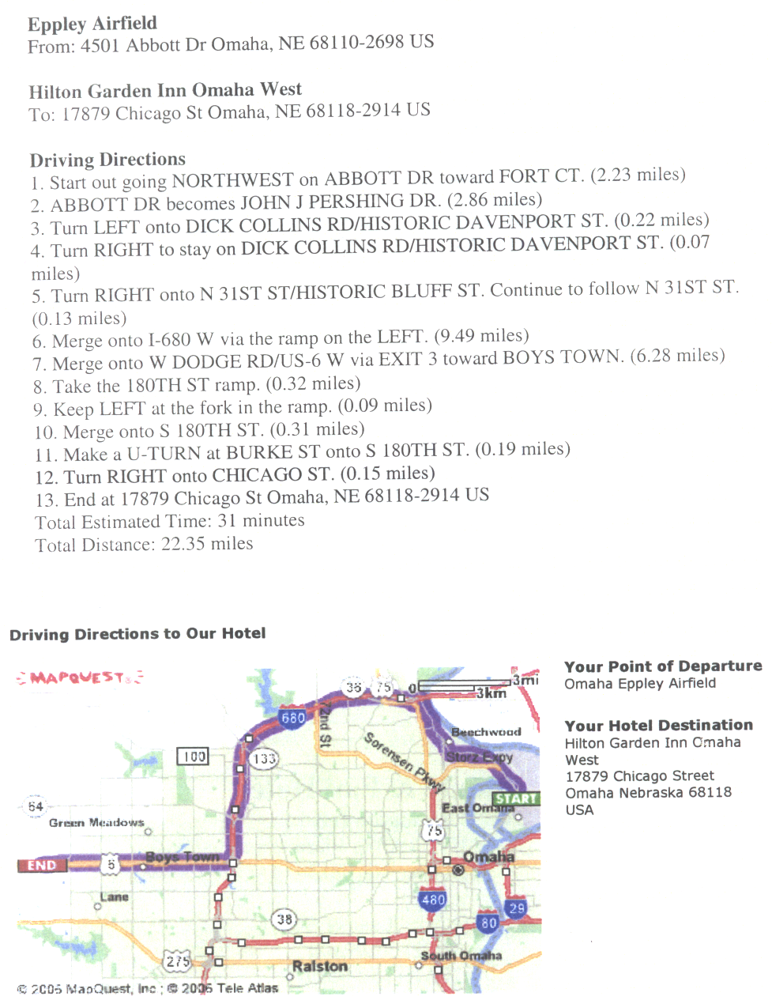 Eppley Airfield
From: 4501 Abbott Dr Omaha, NE 68110-2698 US
Hilton Garden Inn Omaha West
To: 17879 Chicago St Omaha, NE 68118-2914 US
Driving Directions
1. Start out going NORTHWEST on ABBOTT DR toward FORT CT. (2.23 miles)
2. ABBOTT DR becomes JOHN J PERSHING DR. (2.86 miles)
3. Turn LEFT onto DICK COLLINS RD/HISTORIC DAVENPORT ST. (0.22 miles)
4. Turn RIGHT to stay on DICK COLLINS RD/HISTORIC DAVENPORT ST. (0.07
miles)
5. Turn RIGHT onto N 31ST ST/HISTORIC BLUFF ST. Continue to follow N 31ST ST.
(0.13 miles)
6. Merge onto I-680 W via the ramp on the LEFT. (9.49 miles)
7. Merge onto W DODGE RD/US-6 W via EXIT 3 toward BOYS TOWN. (6.28 miles)
8. Take the 180TH ST ramp. (0.32 miles)
9. Keep LEFT at the fork in the ramp. (0.09 miles)
10. Merge onto S 180TH ST. (0.31 miles)
11. Make a U-TURN at BURKE ST onto S 180TH ST. (0.19 miles)
12. Turn RIGHT onto CHICAGO ST. (0.15 miles)
13. End at 17879 Chicago St Omaha, NE 68118-2914 US
Total Estimated Time: 31 minutes
Total Distance: 22.35 miles
Driving Directions to Our Hotel
MAPQUEST
36 75 0 3mi
3km
680
72nd St
Sorensen Pkwy
Beechwood
Storz Expy
100
133
START
64
East Omaha
Green Meadows
75
Boys Town
Omaha
END
6
Lane
480
29
38
80
275
Ralston
South Omaha
© 2006 MapQuest, Inc ; © 2006 Tele Atlas
Your Point of Departure
Omaha Eppley Airfield
Your Hotel Destination
Hilton Garden Inn Omaha
West
17879 Chicago Street
Omaha Nebraska 68118
USA